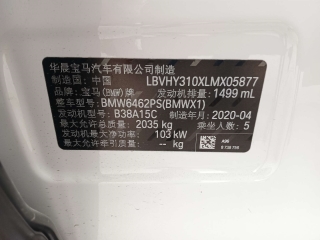 华晨宝马汽车有限公司制造
制造国：中国 LBVHY310XLMX05877
品牌：宝马(BMW)牌 发动机排量：1499 mL
整车型号：BMW6462PS(BMWX1)
发动机型号：B38A15C 制造年月：2020-04
最大允许总质量：2035 kg 乘坐人数：5
发动机最大净功率：103 kW
最大允许牵引质量：-- kg